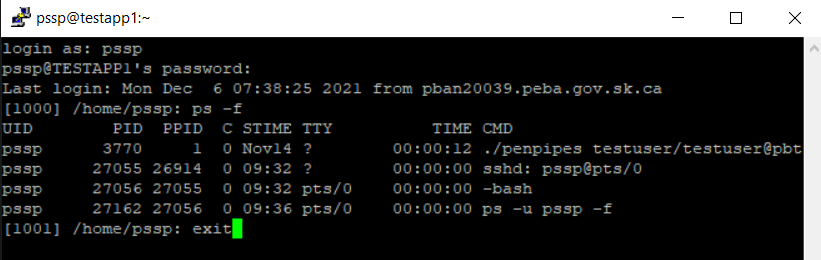 pssp@testapp1:~
login as: pssp
pssp@TESTAPP1's password:
Last login: Mon Dec  6 07:38:25 2021 from pban20039.peba.gov.sk.ca
[1000] /home/pssp: ps -f
UID        PID  PPID  C STIME TTY          TIME CMD
pssp      3770     1  0 Nov14 ?        00:00:12 ./penpipes testuser/testuser@pbt
pssp     27055 26914  0 09:32 ?        00:00:00 sshd: pssp@pts/0
pssp     27056 27055  0 09:32 pts/0    00:00:00 -bash
pssp     27162 27056  0 09:36 pts/0    00:00:00 ps -u pssp -f
[1001] /home/pssp: exit